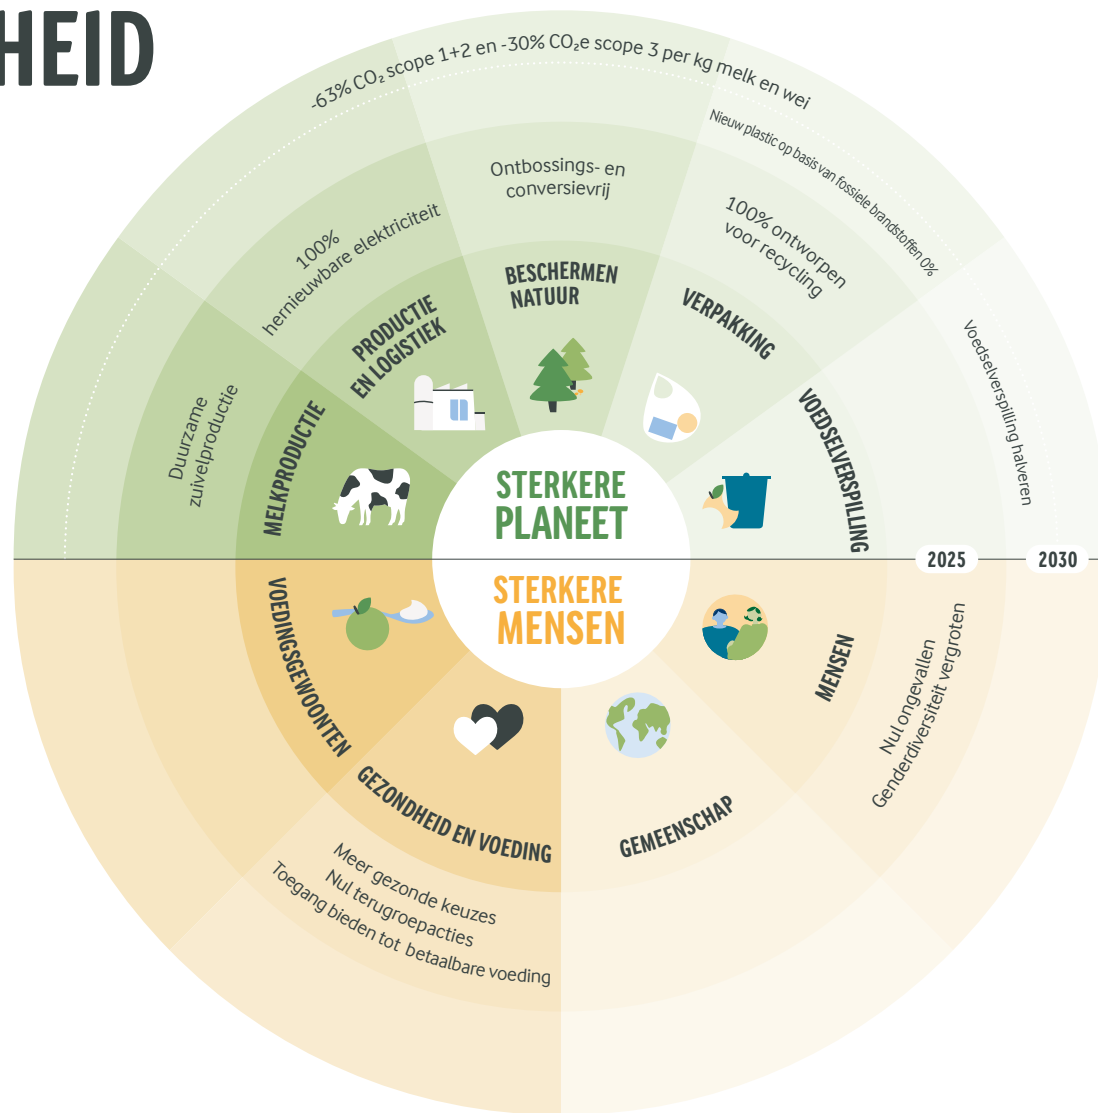 HEID
-63% CO₂ scope 1+2 en -30% CO₂e scope 3 per kg melk en wei
Nieuw plastic op basis van fossiele brandstoffen 0%
Ontbossings- en
conversievrij
100%
hernieuwbare elektriciteit
100% ontworpen
voor recycling
BESCHERMEN
NATUUR
PRODUCTIE
EN LOGISTIEK
VERPAKKING
Voedselverspilling halveren
Duurzame
zuivelproductie
MELKPRODUCTIE
VOEDSELVERSPILLING
STERKERE
PLANEET
2025
2030
STERKERE
MENSEN
VOEDINGSGEWOONTEN
MENSEN
Nul ongevallen
Genderdiversiteit vergroten
GEZONDHEID EN VOEDING
GEMEENSCHAP
Meer gezonde keuzes
Nul terugroepacties
Toegang bieden tot betaalbare voeding